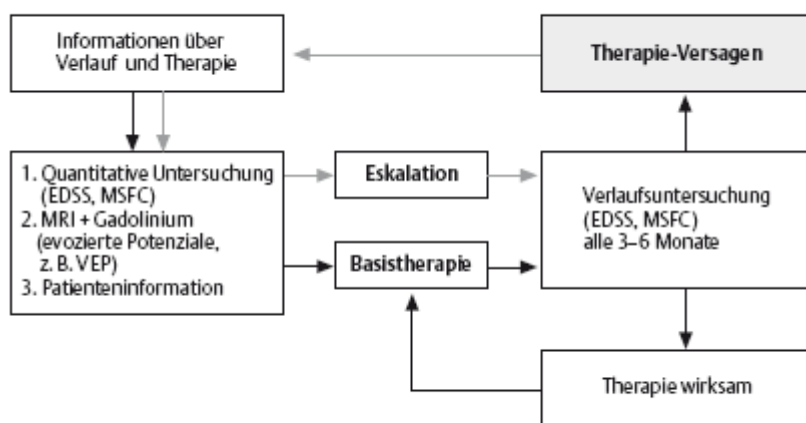 Informationen über
Verlauf und Therapie
Therapie-Versagen
1. Quantitative Untersuchung
(EDSS, MSFC)
2. MRI + Gadolinium
(evozierte Potenziale,
z. B. VEP)
3. Patienteninformation
Eskalation
Basistherapie
Verlaufsuntersuchung
(EDSS, MSFC)
alle 3–6 Monate
Therapie wirksam